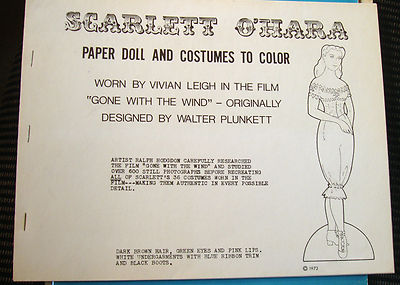 SCARLETT O'HARA
PAPER DOLL AND COSTUMES TO COLOR
WORN BY VIVIAN LEIGH IN THE FILM
"GONE WITH THE WIND" – ORIGINALLY
DESIGNED BY WALTER PLUNKETT
ARTIST RALPH HODGDON CAREFULLY RESEARCHED
THE FILM "GONE WITH THE WIND" AND STUDIED
OVER 600 STILL PHOTOGRAPHS BEFORE RECREATING
ALL OF SCARLETT'S 36 COSTUMES WORN IN THE
FILM---MAKING THEM AUTHENTIC IN EVERY POSSIBLE
DETAIL.
DARK BROWN HAIR, GREEN EYES AND PINK LIPS.
WHITE UNDERGARMENTS WITH BLUE RIBBON TRIM
AND BLACK BOOTS.
© 1973